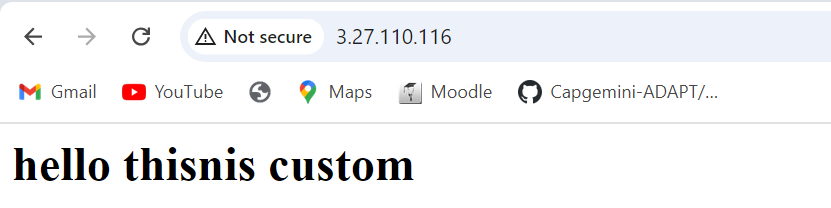 Not secure 3.27.110.116
Gmail YouTube Maps Moodle Capgemini-ADAPT/...
hello thisnis custom